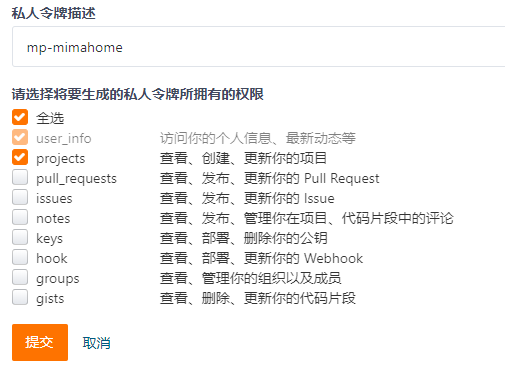 私人令牌描述
mp-mimahome
请选择将要生成的私人令牌所拥有的权限
全选
user_info 访问你的个人信息、最新动态等
projects 查看、创建、更新你的项目
pull_requests 查看、发布、更新你的 Pull Request
issues 查看、发布、更新你的 Issue
notes 查看、发布、管理你在项目、代码片段中的评论
keys 查看、部署、删除你的公钥
hook 查看、部署、更新你的 Webhook
groups 查看、管理你的组织以及成员
gists 查看、删除、更新你的代码片段
提交 取消